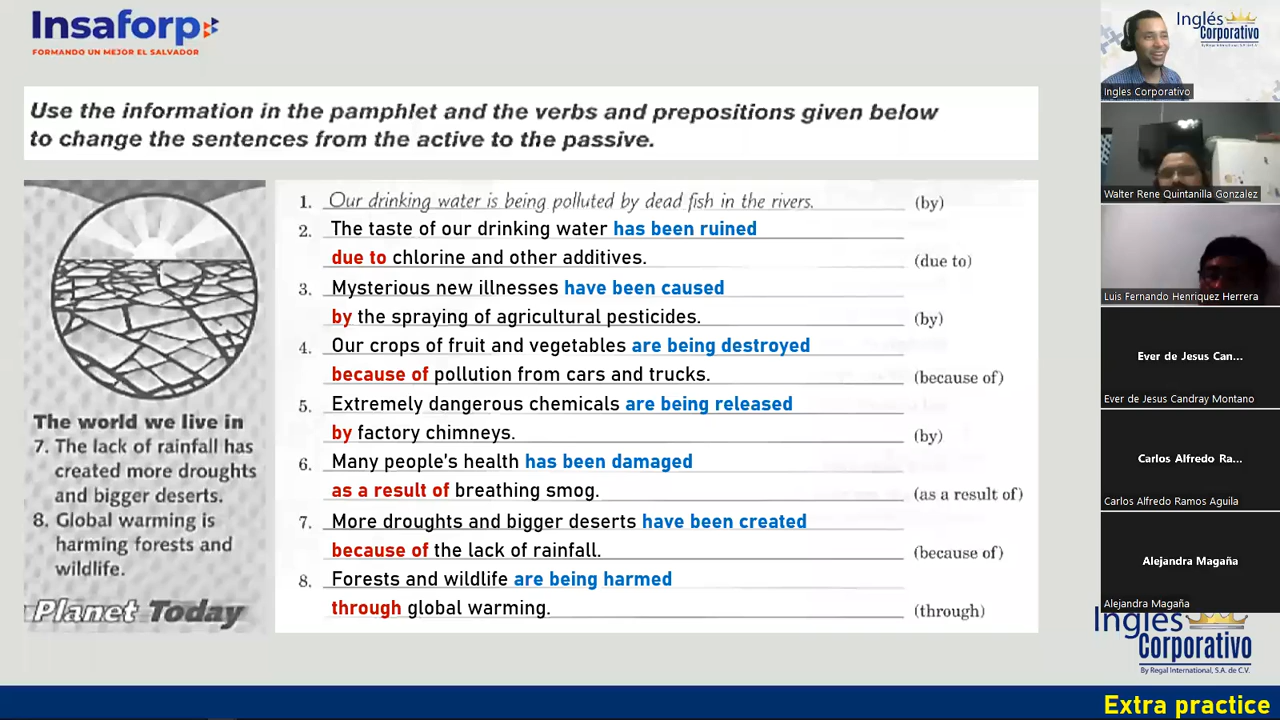 Insaforp
FORMANDO UN MEJOR EL SALVADOR
Use the information in the pamphlet and the verbs and prepositions given below
to change the sentences from the active to the passive.
The world we live in
7. The lack of rainfall has
created more droughts
and bigger deserts.
8. Global warming is
harming forests and
wildlife.
Planet Today
1. Our drinking water is being polluted by dead fish in the rivers. (by)
2. The taste of our drinking water has been ruined
due to chlorine and other additives. (due to)
3. Mysterious new illnesses have been caused
by the spraying of agricultural pesticides. (by)
4. Our crops of fruit and vegetables are being destroyed
because of pollution from cars and trucks. (because of)
5. Extremely dangerous chemicals are being released
by factory chimneys. (by)
6. Many people's health has been damaged
as a result of breathing smog. (as a result of)
7. More droughts and bigger deserts have been created
because of the lack of rainfall. (because of)
8. Forests and wildlife are being harmed
through global warming. (through)
Inglés
Corporativo
Ingles Corporativo
Walter Rene Quintanilla Gonzalez
Luis Fernando Henriquez Herrera
Ever de Jesus Can...
Ever de Jesus Candray Montano
Carlos Alfredo Ra...
Carlos Alfredo Ramos Aguila
Alejandra Magaña
Alejandra Magaña
Inglés
Corporativo
By Regal International, S.A. de C.V.
Extra practice